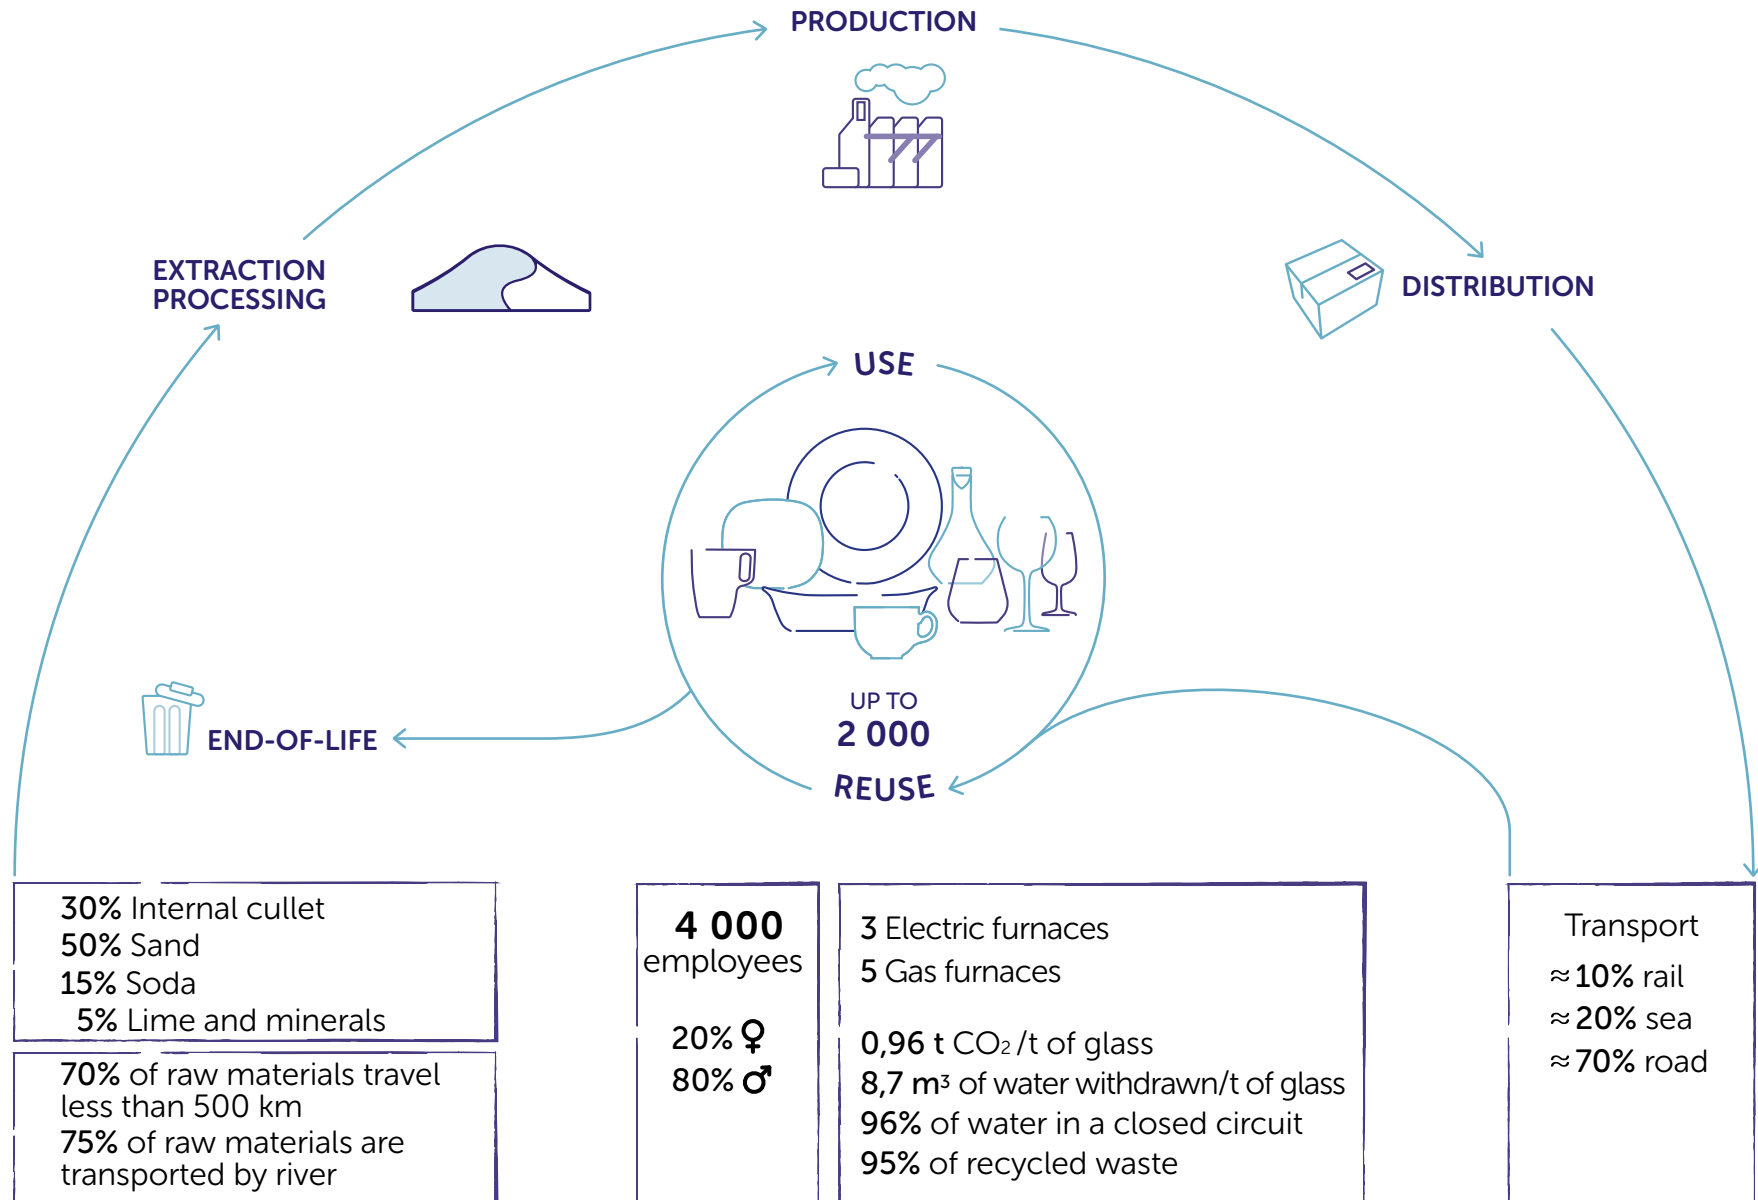 PRODUCTION
EXTRACTION
PROCESSING
DISTRIBUTION
USE
UP TO
2 000
REUSE
END-OF-LIFE
30% Internal cullet
50% Sand
15% Soda
5% Lime and minerals
70% of raw materials travel
less than 500 km
75% of raw materials are
transported by river
4 000
employees
20% ♀
80% ♂
3 Electric furnaces
5 Gas furnaces
0,96 t CO₂ /t of glass
8,7 m³ of water withdrawn/t of glass
96% of water in a closed circuit
95% of recycled waste
Transport
≈ 10% rail
≈ 20% sea
≈ 70% road